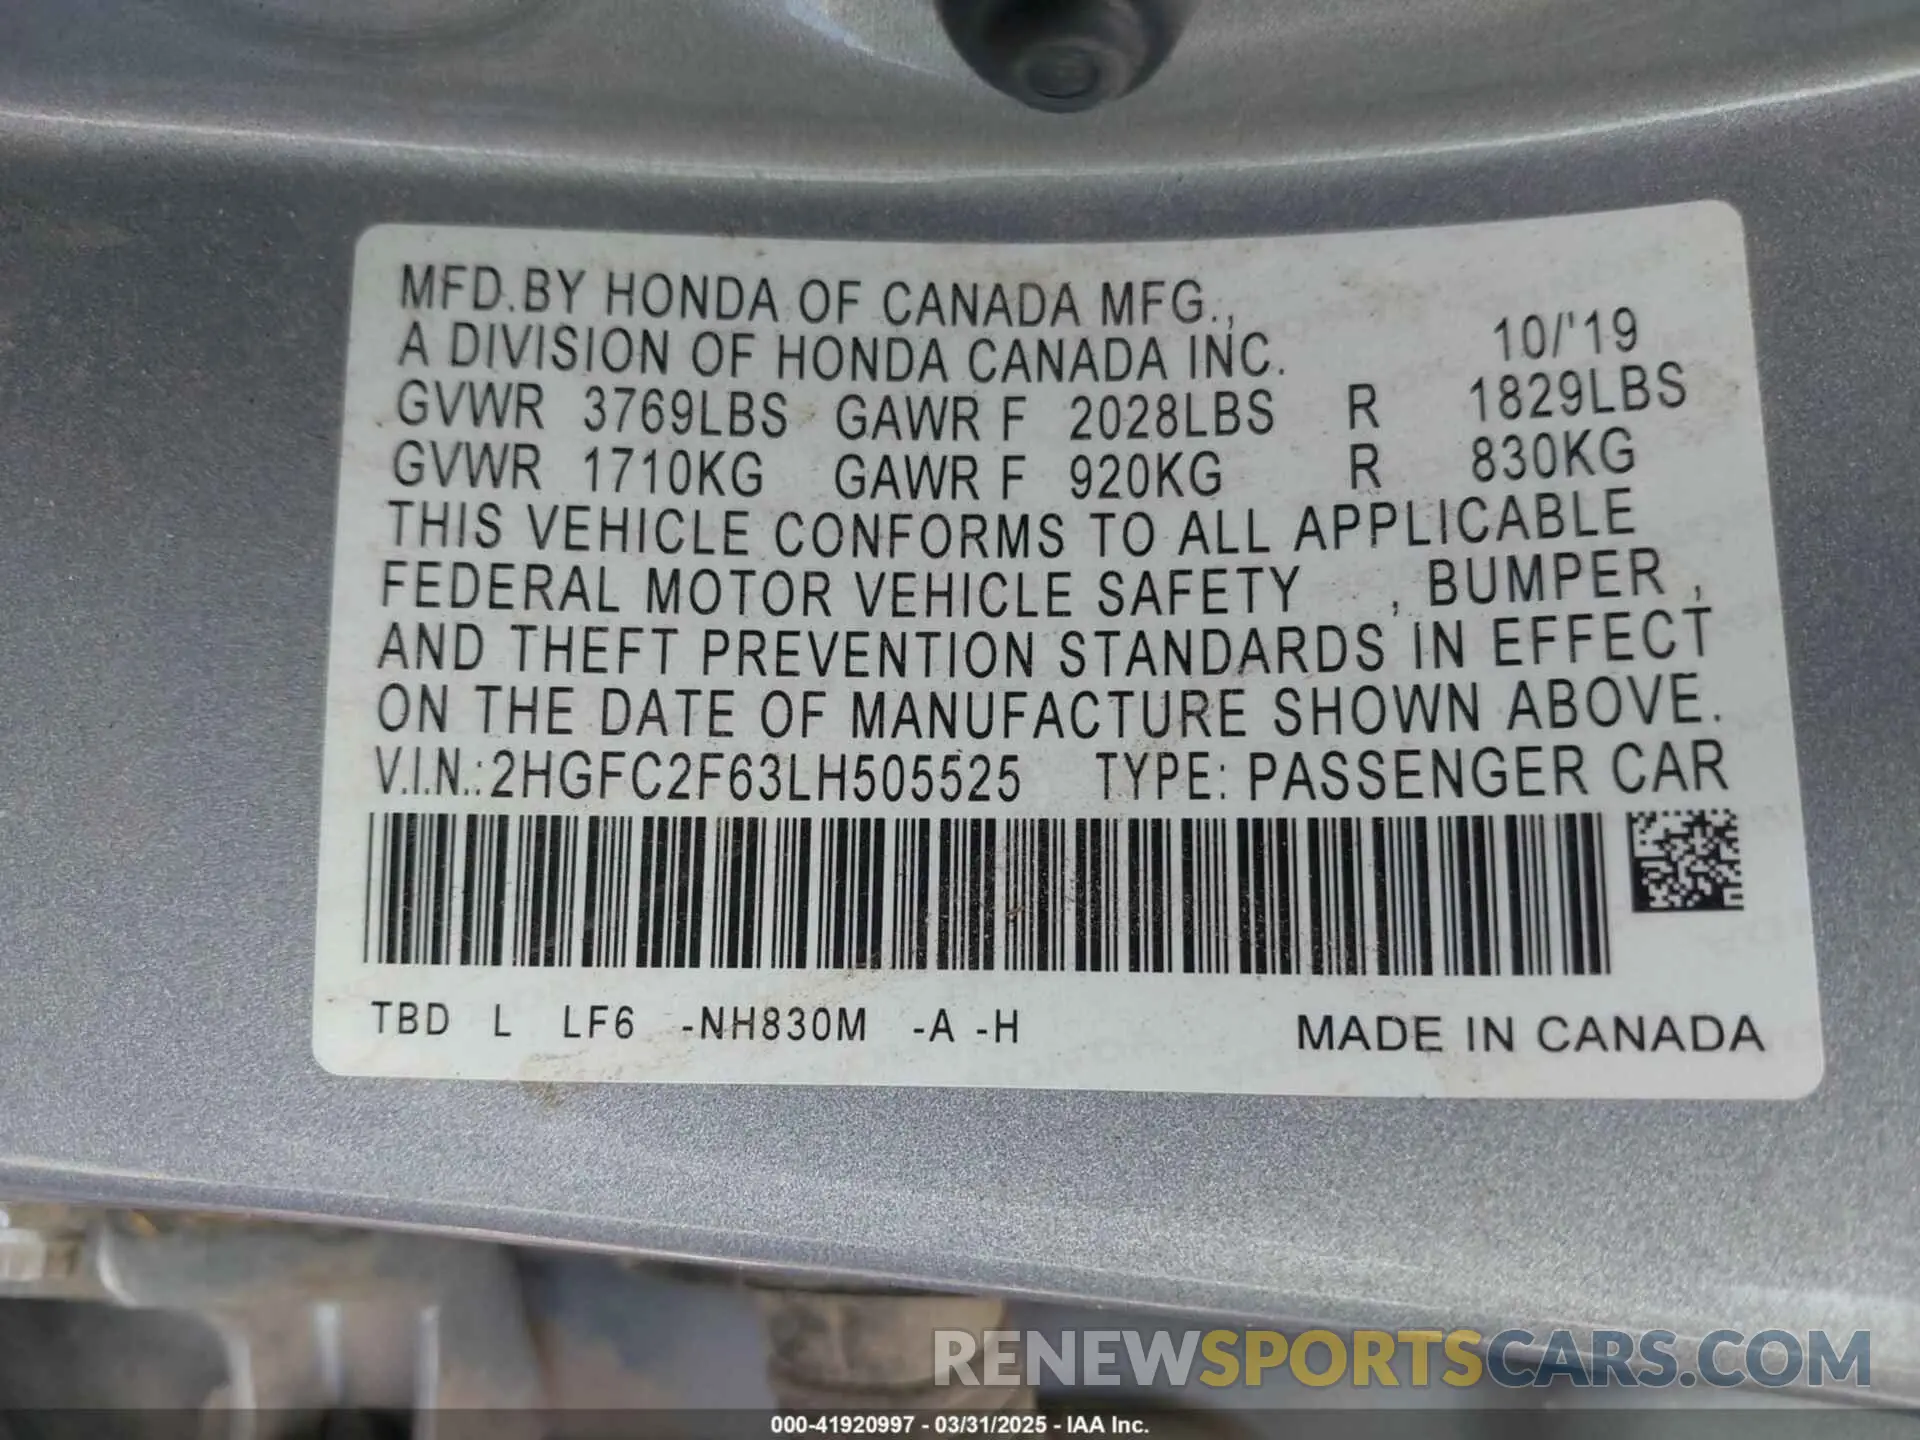 MFD.BY HONDA OF CANADA MFG.,
A DIVISION OF HONDA CANADA INC. 10/'19
GVWR 3769LBS GAWR F 2028LBS R 1829LBS
GVWR 1710KG GAWR F 920KG R 830KG
THIS VEHICLE CONFORMS TO ALL APPLICABLE
FEDERAL MOTOR VEHICLE SAFETY , BUMPER ,
AND THEFT PREVENTION STANDARDS IN EFFECT
ON THE DATE OF MANUFACTURE SHOWN ABOVE.
V.I.N.:2HGFC2F63LH505525 TYPE: PASSENGER CAR
TBD L LF6 -NH830M -A -H MADE IN CANADA
RENEWSPORTSCARS.COM
000-41920997 - 03/31/2025 - IAA Inc.